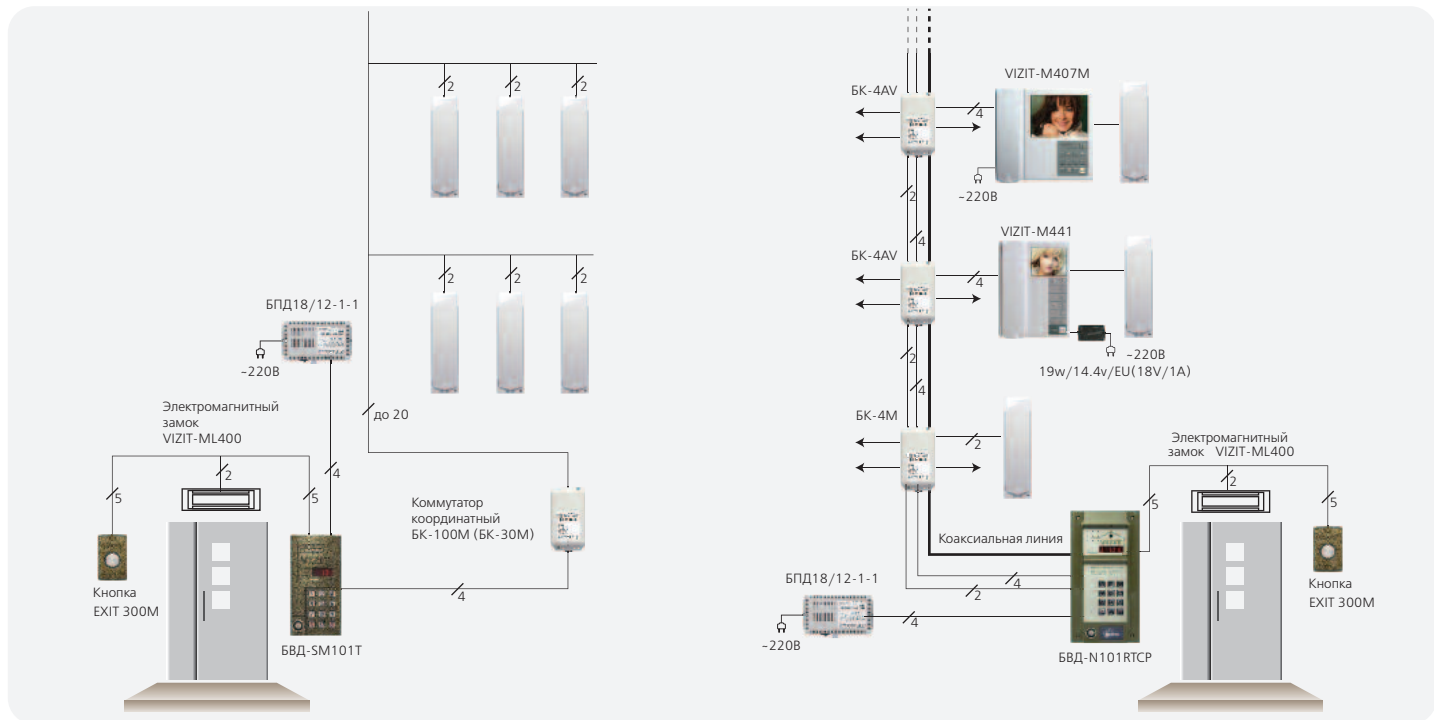 2
2
2
2
2
2
БПД18/12-1-1
~220В
до 20
Электромагнитный
замок
VIZIT-ML400
2
4
5
5
Коммутатор
координатный
БК-100М (БК-30М)
Кнопка
EXIT 300M
4
БВД-SM101T
VIZIT-M407M
БК-4AV
4
~220В
2
4
VIZIT-M441
БК-4AV
4
~220В
19w/14.4v/EU(18V/1A)
2
4
БК-4М
2
Электромагнитный
замок VIZIT-ML400
2
5
5
Коаксиальная линия
БПД18/12-1-1
4
2
4
~220В
Кнопка
EXIT 300M
БВД-N101RTCP